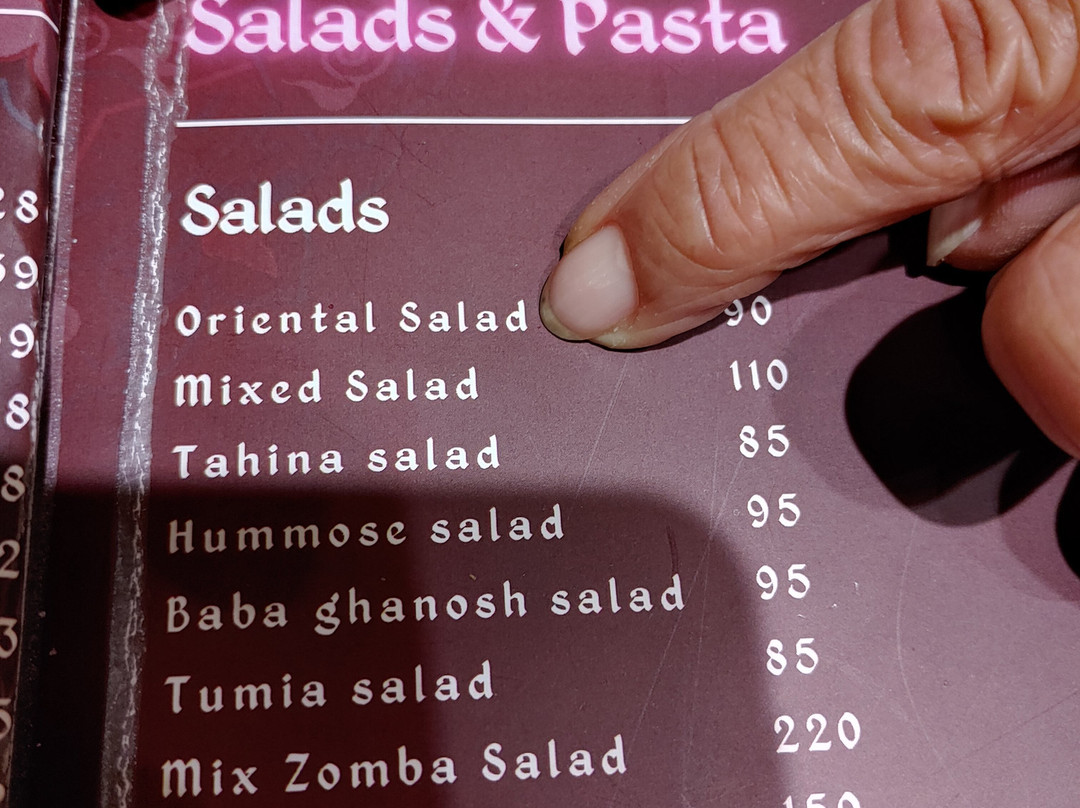 Salads & Pasta
Salads
Oriental Salad 90
Mixed Salad 110
Tahina salad 85
Hummose salad 95
Baba ghanosh salad 95
Tumia salad 85
Mix Zomba Salad 220